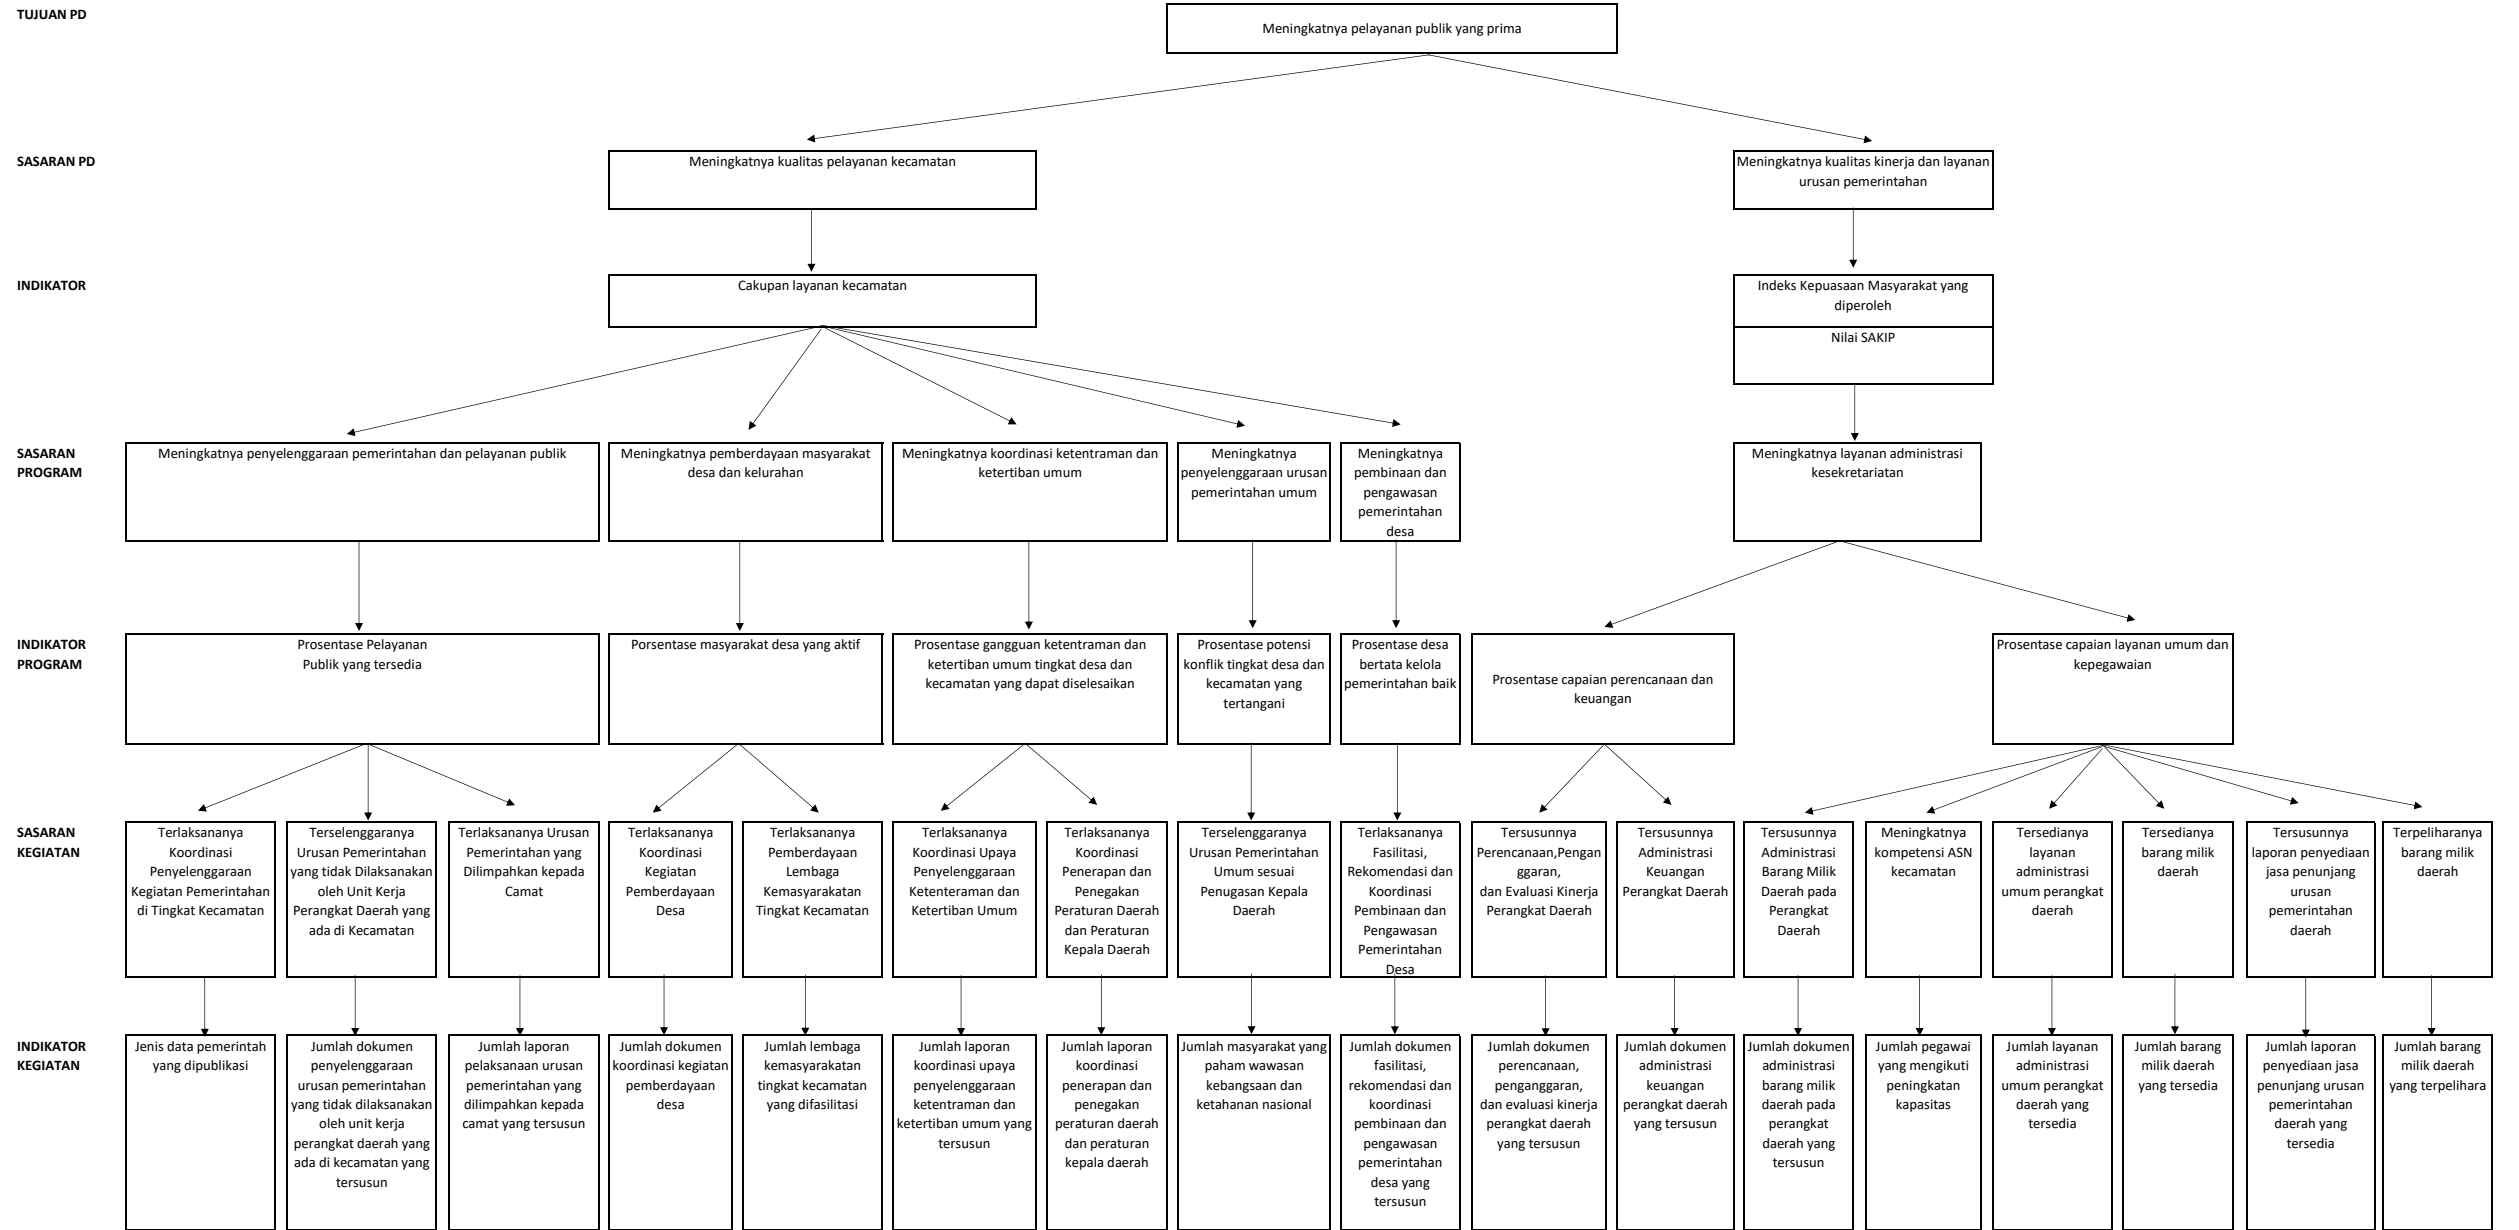 TUJUAN PD
Meningkatnya pelayanan publik yang prima
SASARAN PD
Meningkatnya kualitas pelayanan kecamatan
Meningkatnya kualitas kinerja dan layanan
urusan pemerintahan
INDIKATOR
Cakupan layanan kecamatan
Indeks Kepuasaan Masyarakat yang
diperoleh
Nilai SAKIP
SASARAN
PROGRAM
Meningkatnya penyelenggaraan pemerintahan dan pelayanan publik
Meningkatnya pemberdayaan masyarakat
desa dan kelurahan
Meningkatnya koordinasi ketentraman dan
ketertiban umum
Meningkatnya
penyelenggaraan urusan
pemerintahan umum
Meningkatnya
pembinaan dan
pengawasan
pemerintahan
desa
Meningkatnya layanan administrasi
kesekretariatan
INDIKATOR
PROGRAM
Prosentase Pelayanan
Publik yang tersedia
Porsentase masyarakat desa yang aktif
Prosentase gangguan ketentraman dan
ketertiban umum tingkat desa dan
kecamatan yang dapat diselesaikan
Prosentase potensi
konflik tingkat desa dan
kecamatan yang
tertangani
Prosentase desa
bertata kelola
pemerintahan baik
Prosentase capaian perencanaan dan
keuangan
Prosentase capaian layanan umum dan
kepegawaian
SASARAN
KEGIATAN
Terlaksananya
Koordinasi
Penyelenggaraan
Kegiatan Pemerintahan
di Tingkat Kecamatan
Terselenggaranya
Urusan Pemerintahan
yang tidak Dilaksanakan
oleh Unit Kerja
Perangkat Daerah yang
ada di Kecamatan
Terlaksananya Urusan
Pemerintahan yang
Dilimpahkan kepada
Camat
Terlaksananya
Koordinasi
Kegiatan
Pemberdayaan
Desa
Terlaksananya
Pemberdayaan
Lembaga
Kemasyarakatan
Tingkat Kecamatan
Terlaksananya
Koordinasi Upaya
Penyelenggaraan
Ketenteraman dan
Ketertiban Umum
Terlaksananya
Koordinasi
Penerapan dan
Penegakan
Peraturan Daerah
dan Peraturan
Kepala Daerah
Terselenggaranya
Urusan Pemerintahan
Umum sesuai
Penugasan Kepala
Daerah
Terlaksananya
Fasilitasi,
Rekomendasi dan
Koordinasi
Pembinaan dan
Pengawasan
Pemerintahan
Desa
Tersusunnya
Perencanaan,Pengan
ggaran,
dan Evaluasi Kinerja
Perangkat Daerah
Tersusunnya
Administrasi
Keuangan
Perangkat Daerah
Tersusunnya
Administrasi
Barang Milik
Daerah pada
Perangkat
Daerah
Meningkatnya
kompetensi ASN
kecamatan
Tersedianya
layanan
administrasi
umum perangkat
daerah
Tersedianya
barang milik
daerah
Tersusunnya
laporan penyediaan
jasa penunjang
urusan
pemerintahan
daerah
Terpeliharanya
barang milik
daerah
INDIKATOR
KEGIATAN
Jenis data pemerintah
yang dipublikasi
Jumlah dokumen
penyelenggaraan
urusan pemerintahan
yang tidak dilaksanakan
oleh unit kerja
perangkat daerah yang
ada di kecamatan yang
tersusun
Jumlah laporan
pelaksanaan urusan
pemerintahan yang
dilimpahkan kepada
camat yang tersusun
Jumlah dokumen
koordinasi kegiatan
pemberdayaan
desa
Jumlah lembaga
kemasyarakatan
tingkat kecamatan
yang difasilitasi
Jumlah laporan
koordinasi upaya
penyelenggaraan
ketentraman dan
ketertiban umum yang
tersusun
Jumlah laporan
koordinasi
penerapan dan
penegakan
peraturan daerah
dan peraturan
kepala daerah
Jumlah masyarakat yang
paham wawasan
kebangsaan dan
ketahanan nasional
Jumlah dokumen
fasilitasi,
rekomendasi dan
koordinasi
pembinaan dan
pengawasan
pemerintahan
desa yang
tersusun
Jumlah dokumen
perencanaan,
penganggaran,
dan evaluasi kinerja
perangkat daerah
yang tersusun
Jumlah dokumen
administrasi
keuangan
perangkat daerah
yang tersusun
Jumlah dokumen
administrasi
barang milik
daerah pada
perangkat
daerah yang
tersusun
Jumlah pegawai
yang mengikuti
peningkatan
kapasitas
Jumlah layanan
administrasi
umum perangkat
daerah yang
tersedia
Jumlah barang
milik daerah
yang tersedia
Jumlah laporan
penyediaan jasa
penunjang urusan
pemerintahan
daerah yang
tersedia
Jumlah barang
milik daerah
yang terpelihara